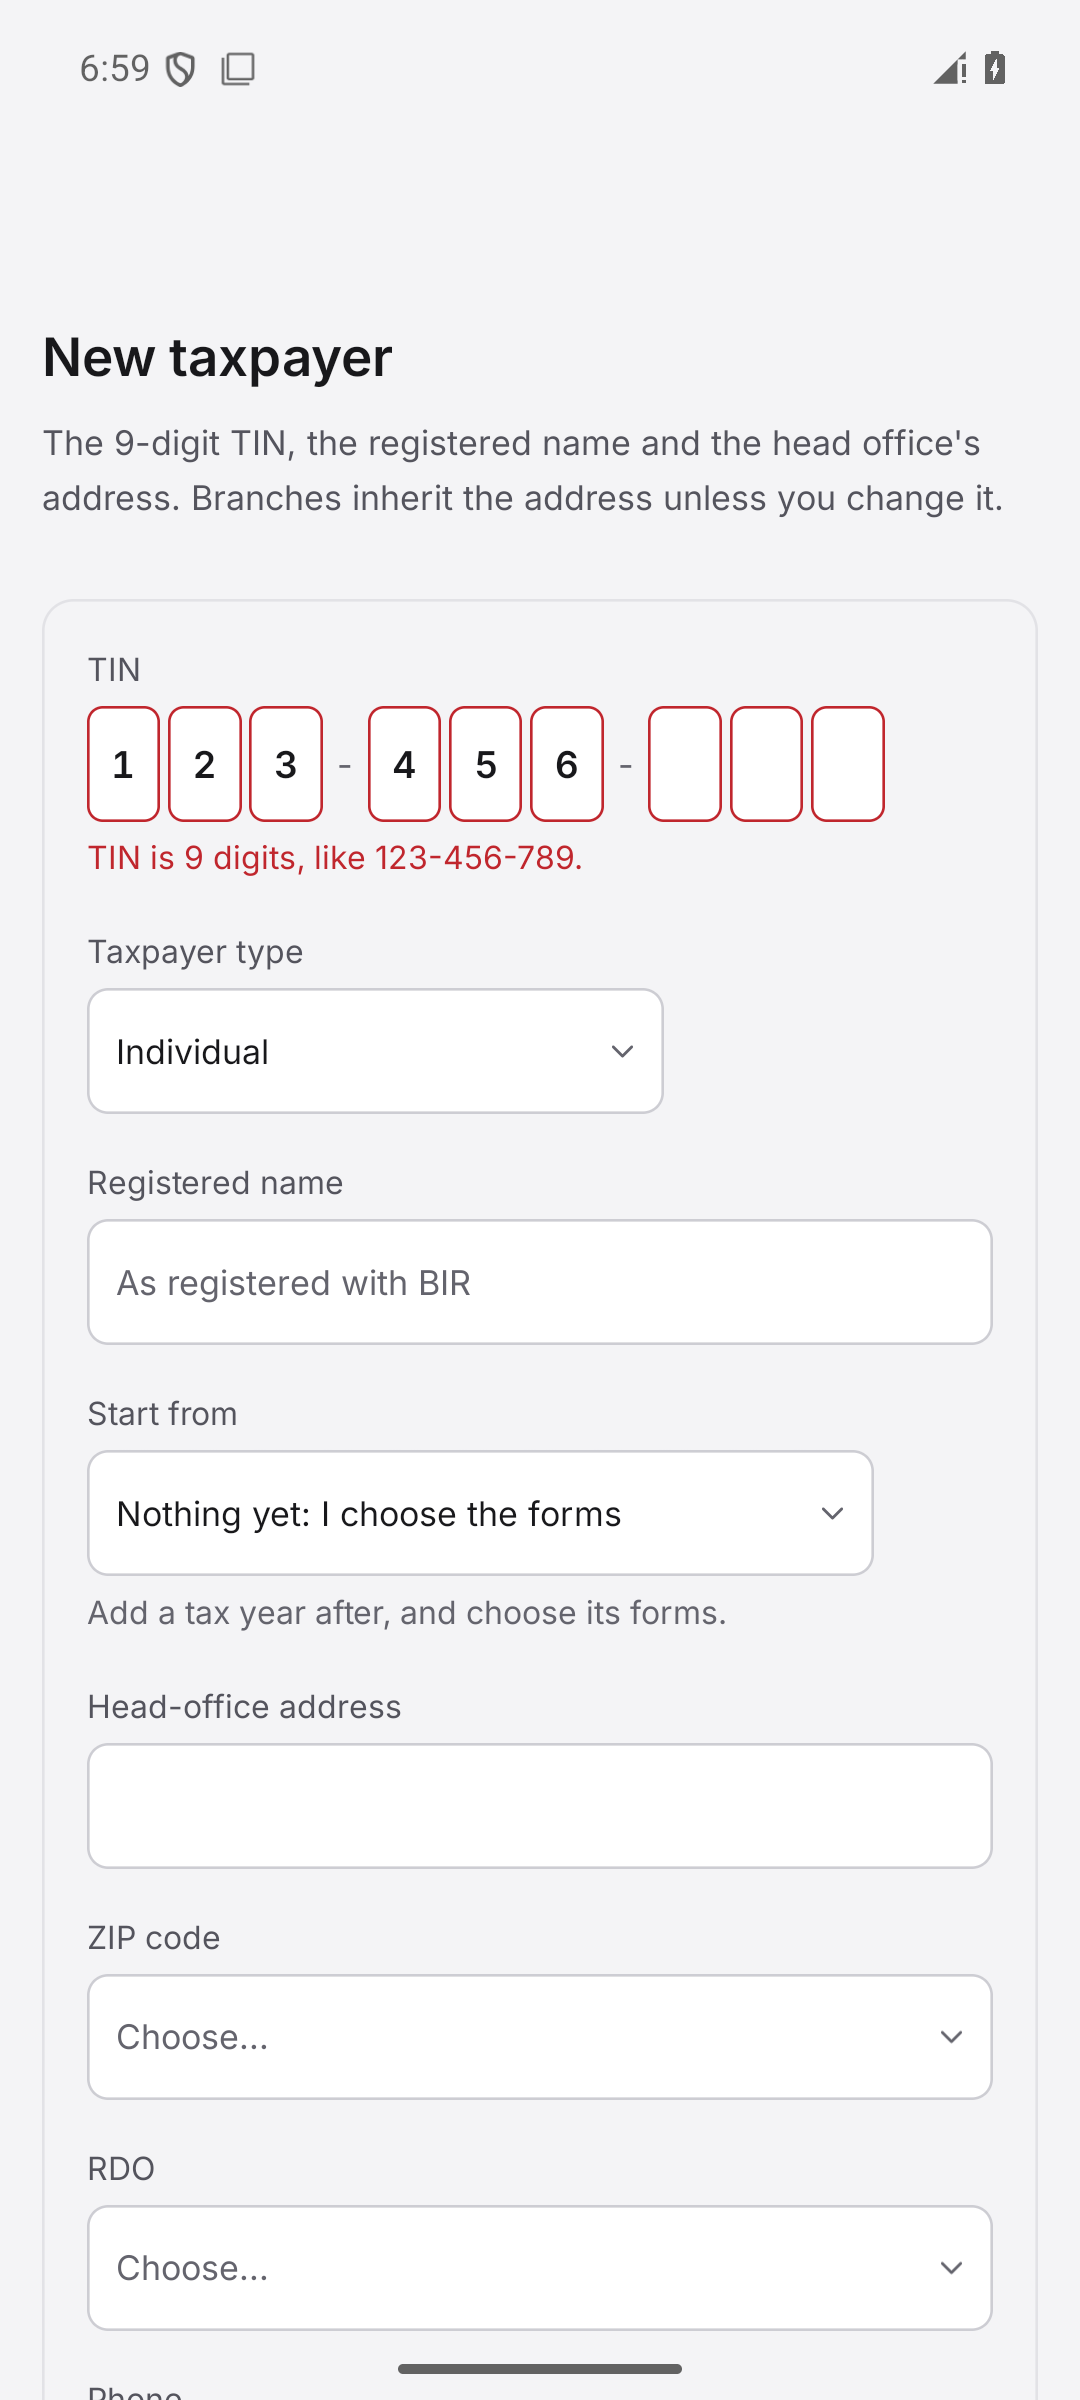 6:59
New taxpayer
The 9-digit TIN, the registered name and the head office's
address. Branches inherit the address unless you change it.
TIN
1 2 3 - 4 5 6 -
TIN is 9 digits, like 123-456-789.
Taxpayer type
Individual
Registered name
As registered with BIR
Start from
Nothing yet: I choose the forms
Add a tax year after, and choose its forms.
Head-office address
ZIP code
Choose...
RDO
Choose...
Phone